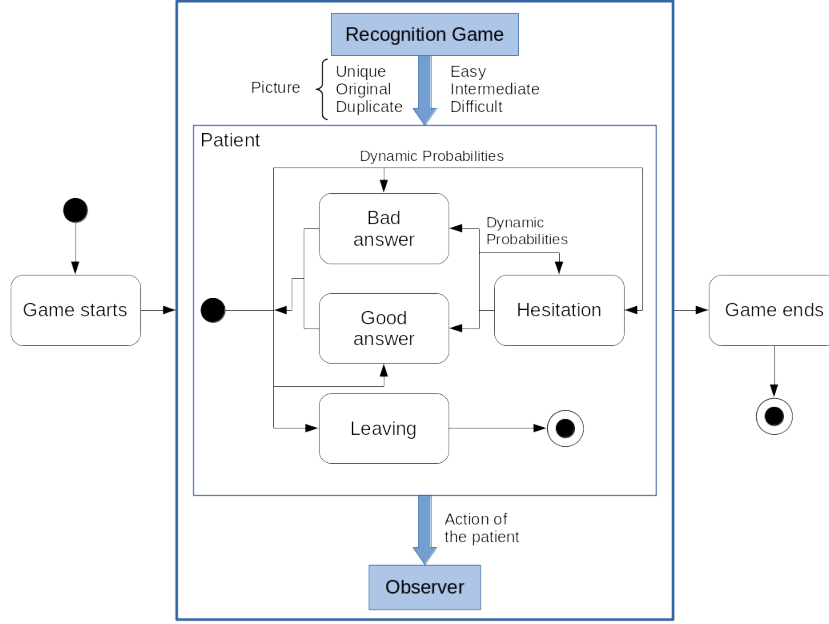 Recognition Game
Picture
Unique
Original
Duplicate
Easy
Intermediate
Difficult
Patient
Dynamic Probabilities
Bad
answer
Dynamic
Probabilities
Game starts
Good
answer
Hesitation
Game ends
Leaving
Action of
the patient
Observer